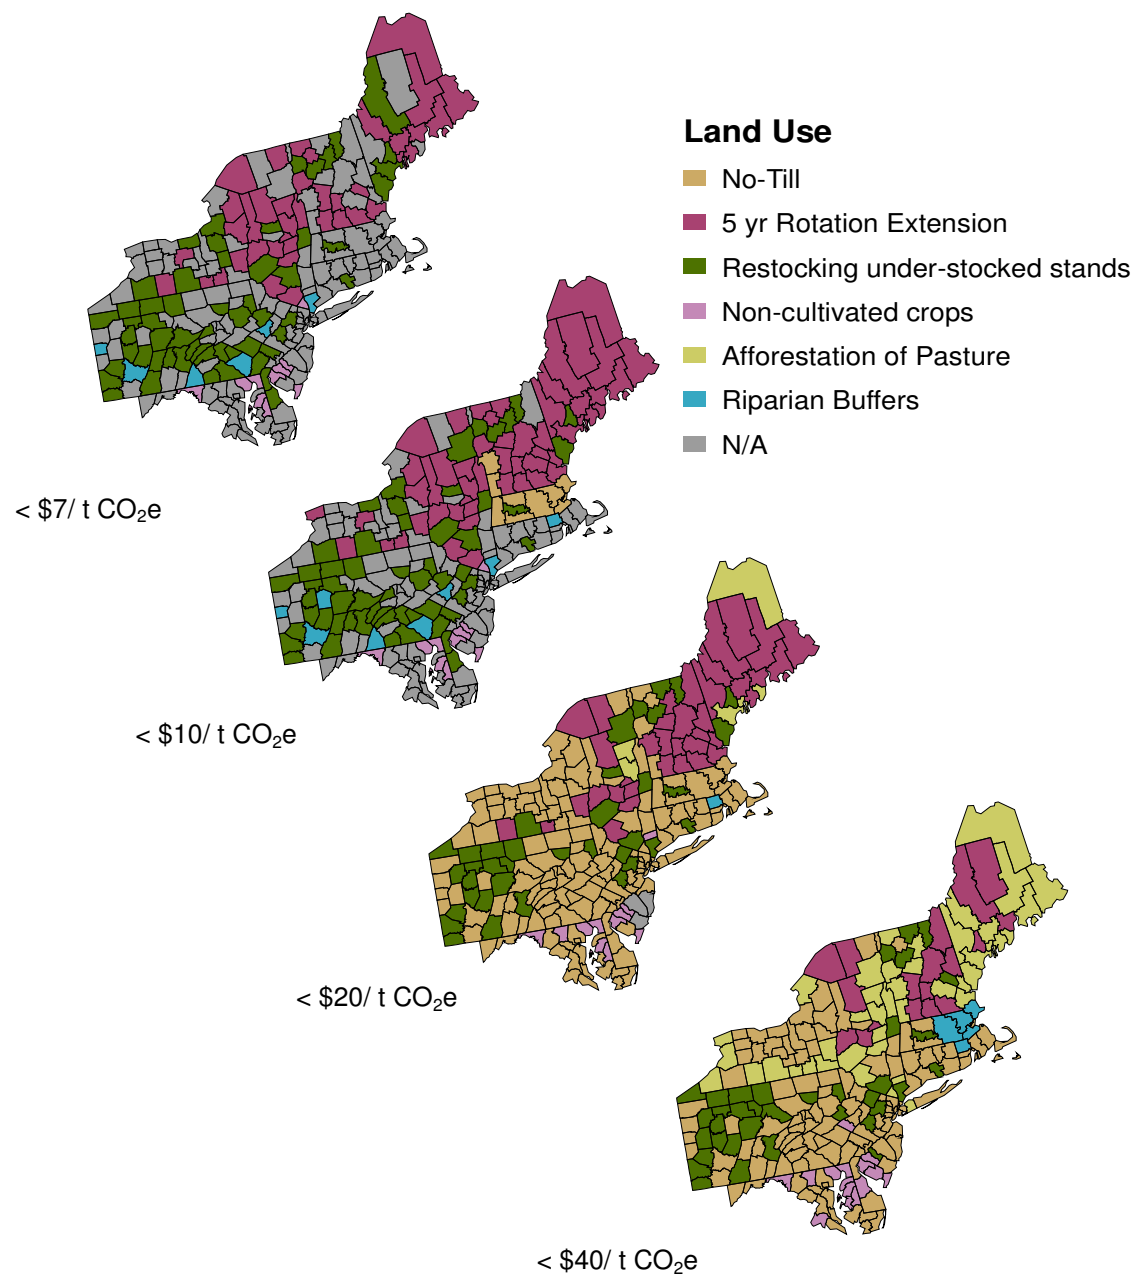 Land Use
No-Till
5 yr Rotation Extension
Restocking under-stocked stands
Non-cultivated crops
Afforestation of Pasture
Riparian Buffers
N/A
< $7/ t CO₂e
< $10/ t CO₂e
< $20/ t CO₂e
< $40/ t CO₂e